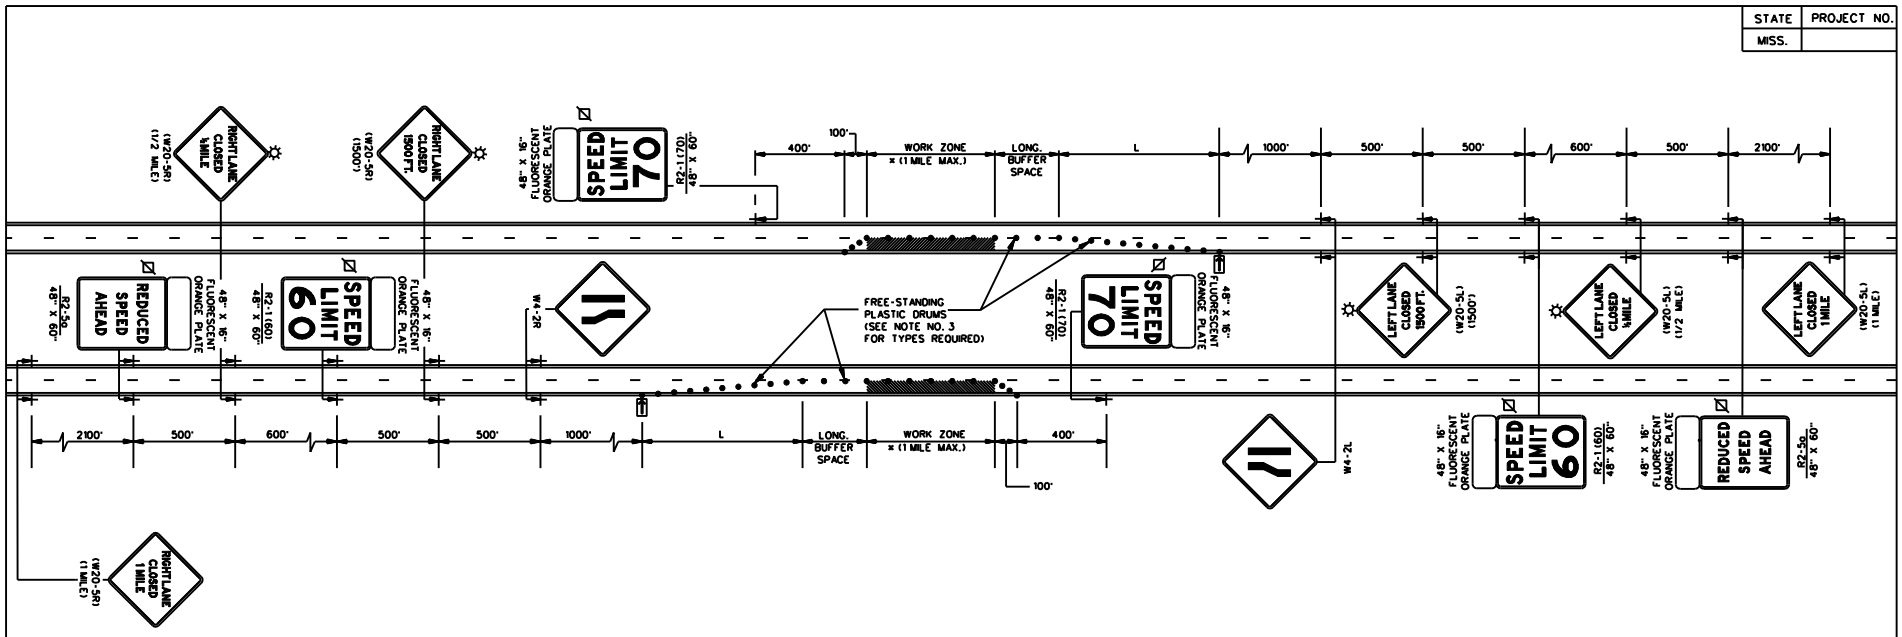 STATE PROJECT NO.
MISS.
RIGHT LANE
CLOSED
½ MILE
(W20-5R)
(1/2 MILE)
RIGHT LANE
CLOSED
1500 FT.
(W20-5R)
(1500')
48" X 16"
FLUORESCENT
ORANGE PLATE
SPEED
LIMIT
70
R2-1(70)
48" X 60"
400'
100'
WORK ZONE
* (1 MILE MAX.)
LONG.
BUFFER
SPACE
L
1000'
500'
500'
600'
500'
2100'
REDUCED
SPEED
AHEAD
R2-5a
48" X 60"
48" X 16"
FLUORESCENT
ORANGE PLATE
SPEED
LIMIT
60
R2-1(60)
48" X 60"
48" X 16"
FLUORESCENT
ORANGE PLATE
W4-2R
FREE-STANDING
PLASTIC DRUMS
(SEE NOTE NO. 3
FOR TYPES REQUIRED)
SPEED
LIMIT
70
R2-1(70)
48" X 60"
48" X 16"
FLUORESCENT
ORANGE PLATE
LEFT LANE
CLOSED
1500 FT.
(W20-5L)
(1500')
LEFT LANE
CLOSED
½ MILE
(W20-5L)
(1/2 MILE)
LEFT LANE
CLOSED
1 MILE
(W20-5L)
(1 MILE)
2100'
500'
600'
500'
500'
1000'
L
LONG.
BUFFER
SPACE
WORK ZONE
* (1 MILE MAX.)
400'
100'
W4-2L
48" X 16"
FLUORESCENT
ORANGE PLATE
SPEED
LIMIT
60
R2-1(60)
48" X 60"
48" X 16"
FLUORESCENT
ORANGE PLATE
REDUCED
SPEED
AHEAD
R2-5a
48" X 60"
RIGHT LANE
CLOSED
1 MILE
(W20-5R)
(1 MILE)